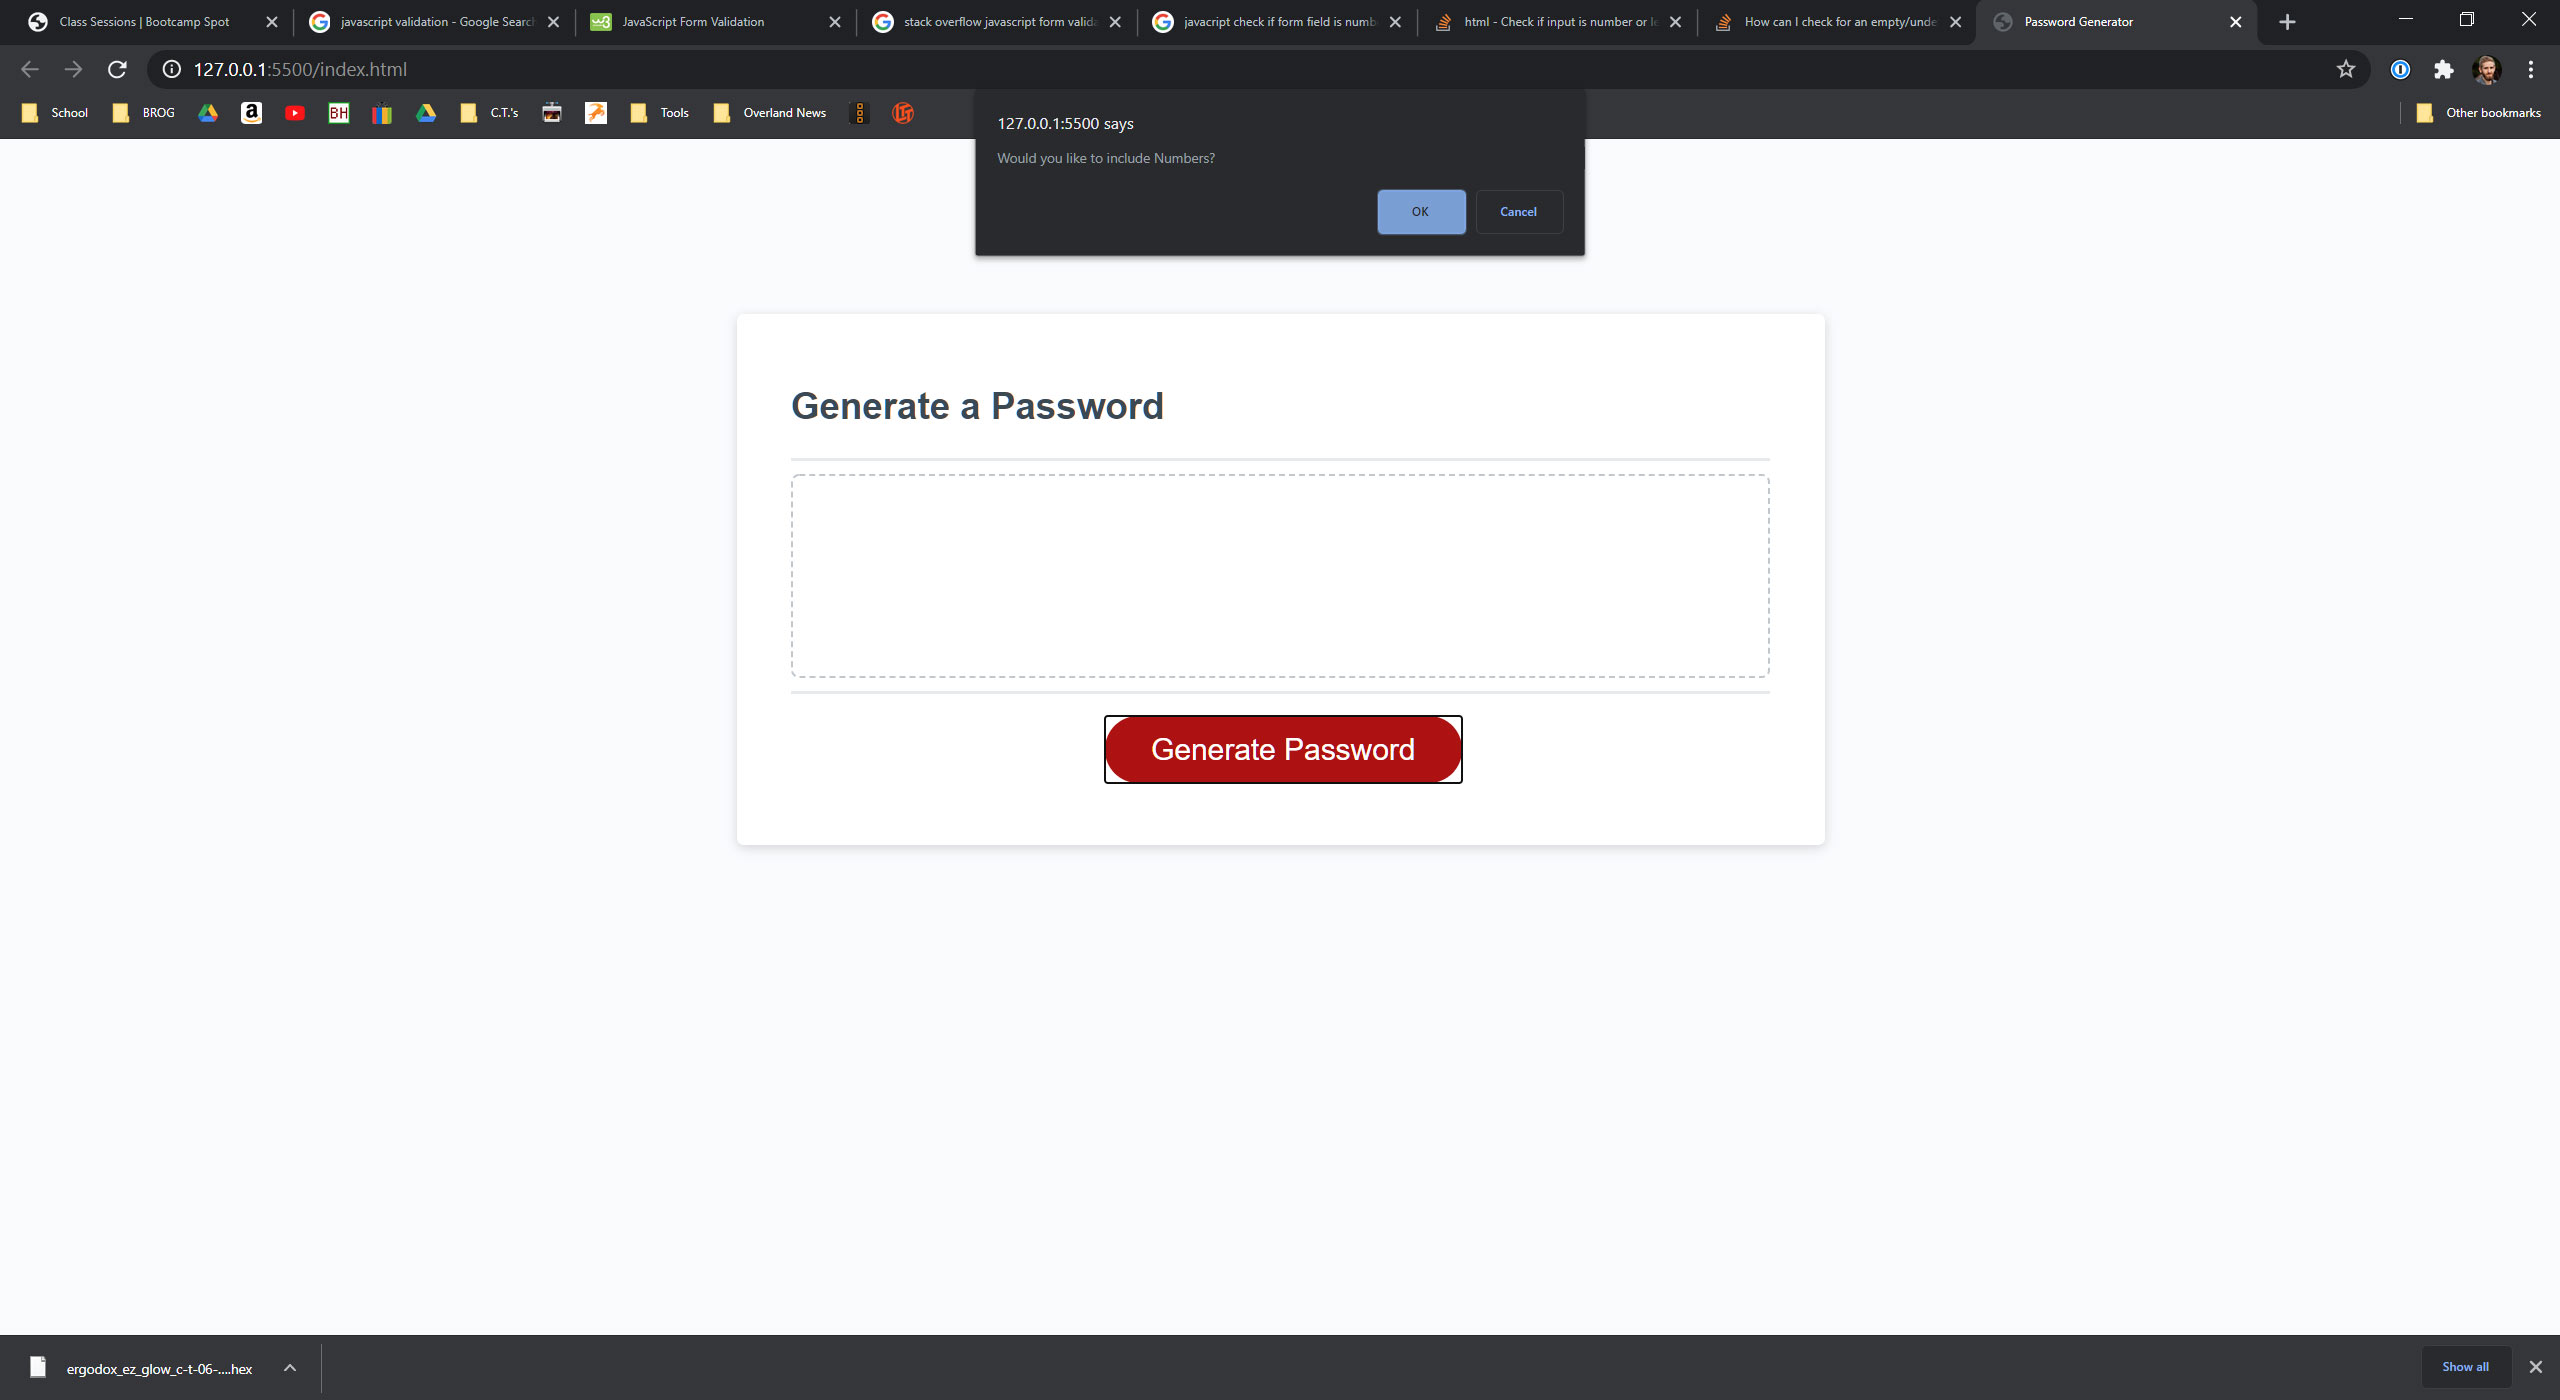 Class Sessions | Bootcamp Spot
javascript validation - Google Search
JavaScript Form Validation
stack overflow javascript form valida
javacript check if form field is numb
html - Check if input is number or le
How can I check for an empty/unde
Password Generator
127.0.0.1:5500/index.html
School
BROG
a
BH
C.T.'s
Tools
Overland News
Other bookmarks
127.0.0.1:5500 says
Would you like to include Numbers?
OK
Cancel
Generate a Password
Generate Password
ergodox_ez_glow_c-t-06-....hex
Show all